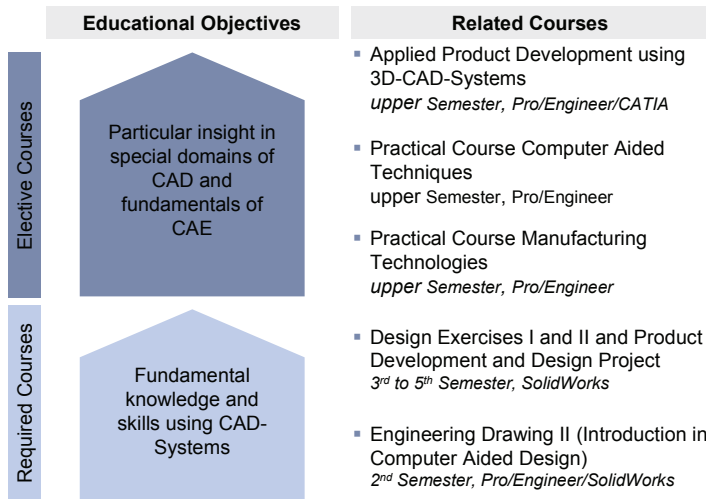 Educational Objectives
Related Courses
Elective Courses
Particular insight in
special domains of
CAD and
fundamentals of
CAE
▪ Applied Product Development using
3D-CAD-Systems
upper Semester, Pro/Engineer/CATIA
▪ Practical Course Computer Aided
Techniques
upper Semester, Pro/Engineer
▪ Practical Course Manufacturing
Technologies
upper Semester, Pro/Engineer
Required Courses
Fundamental
knowledge and
skills using CAD-
Systems
▪ Design Exercises I and II and Product
Development and Design Project
3rd to 5th Semester, SolidWorks
▪ Engineering Drawing II (Introduction in
Computer Aided Design)
2nd Semester, Pro/Engineer/SolidWorks